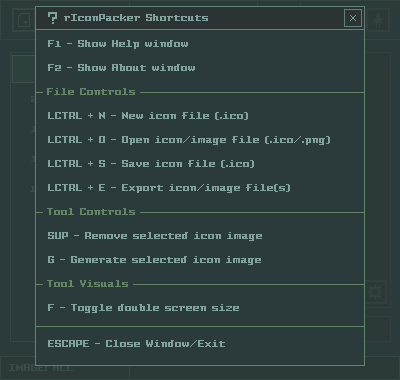 ? rIconPacker Shortcuts
F1 - Show Help window
F2 - Show About window
File Controls
LCTRL + N - New icon file (.ico)
LCTRL + O - Open icon/image file (.ico/.png)
LCTRL + S - Save icon file (.ico)
LCTRL + E - Export icon/image file(s)
Tool Controls
SUP - Remove selected icon image
G - Generate selected icon image
Tool Visuals
F - Toggle double screen size
ESCAPE - Close Window/Exit